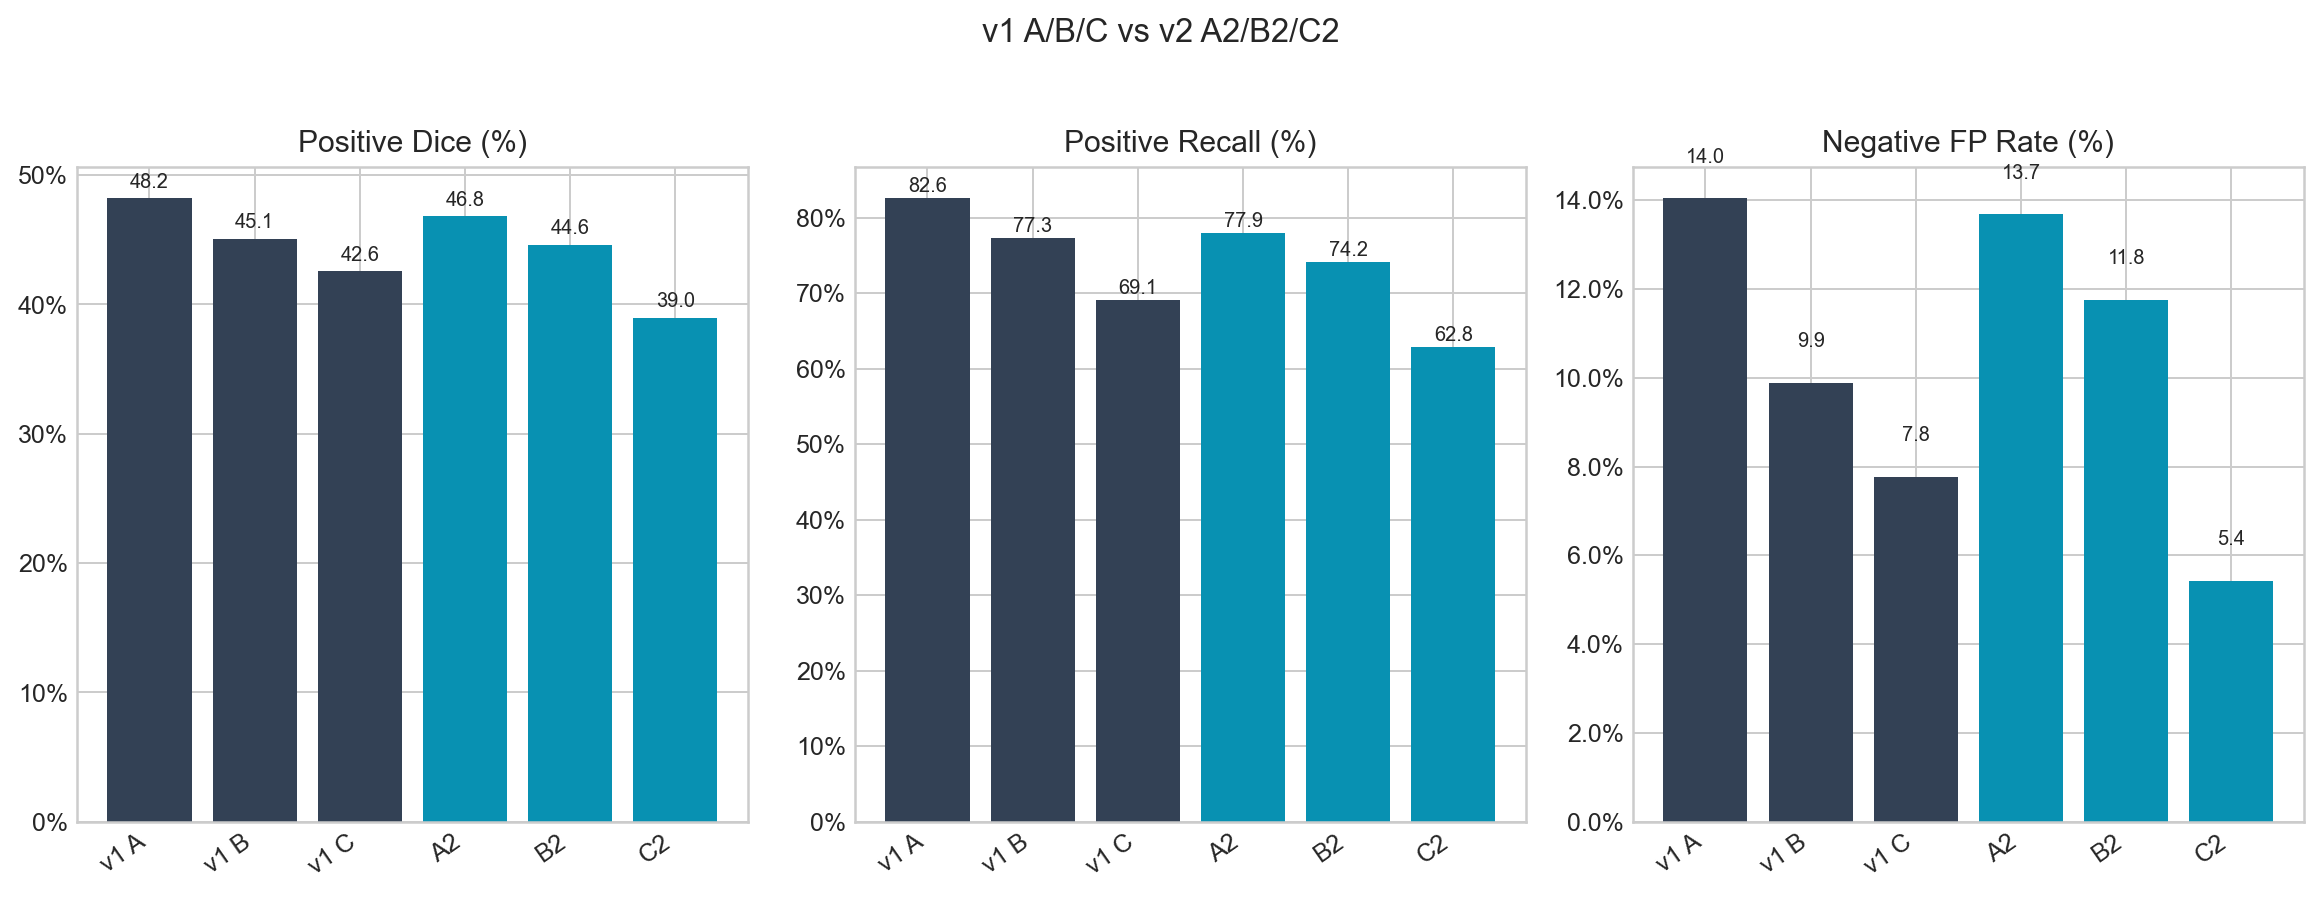 v1 A/B/C vs v2 A2/B2/C2
Positive Dice (%)
50%
40%
30%
20%
10%
0%
48.2
45.1
42.6
46.8
44.6
39.0
v1 A
v1 B
v1 C
A2
B2
C2
Positive Recall (%)
80%
70%
60%
50%
40%
30%
20%
10%
0%
82.6
77.3
69.1
77.9
74.2
62.8
v1 A
v1 B
v1 C
A2
B2
C2
Negative FP Rate (%)
14.0%
12.0%
10.0%
8.0%
6.0%
4.0%
2.0%
0.0%
14.0
9.9
7.8
13.7
11.8
5.4
v1 A
v1 B
v1 C
A2
B2
C2